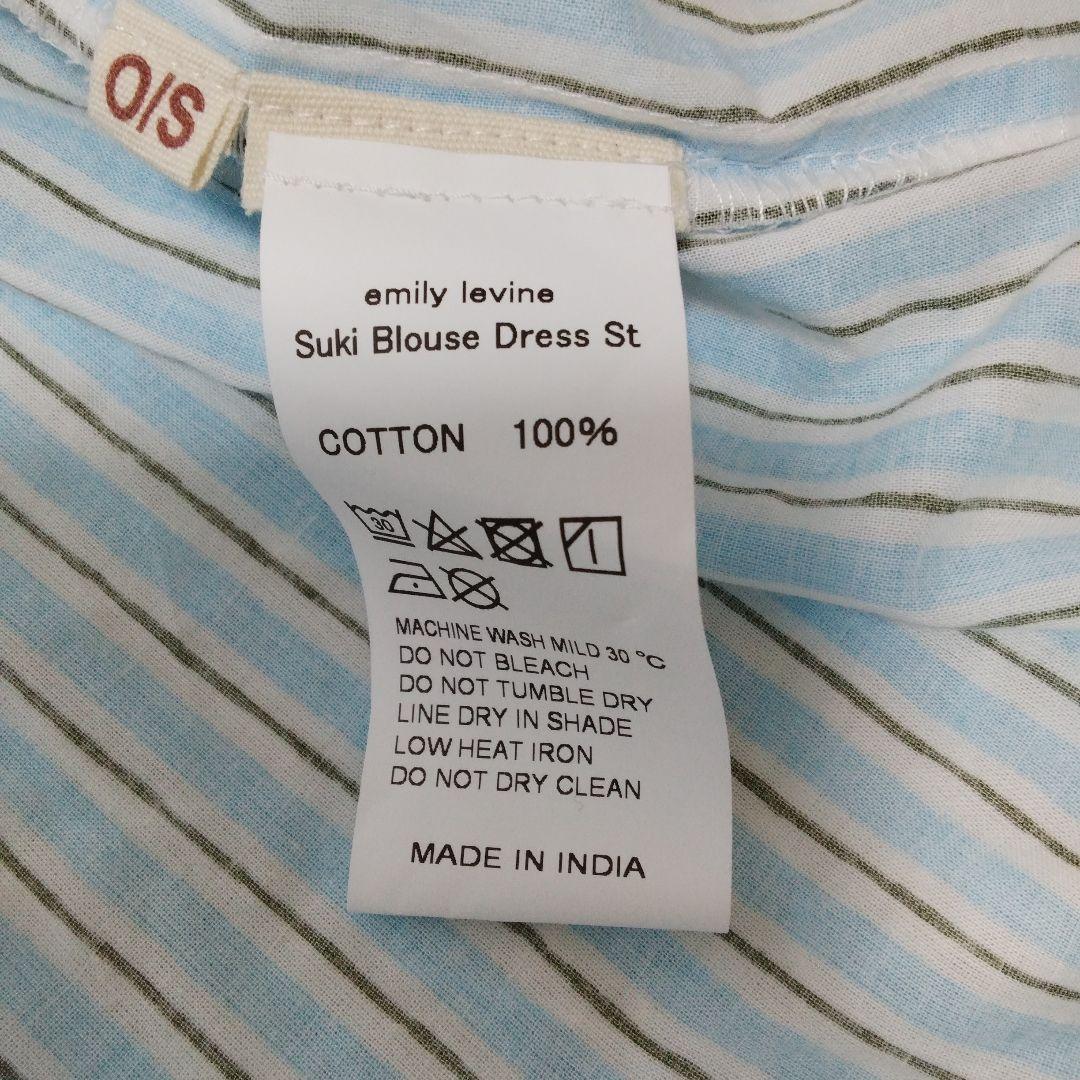 O/S
emily levine
Suki Blouse Dress St
COTTON 100%
30
MACHINE WASH MILD 30 °C
DO NOT BLEACH
DO NOT TUMBLE DRY
LINE DRY IN SHADE
LOW HEAT IRON
DO NOT DRY CLEAN
MADE IN INDIA